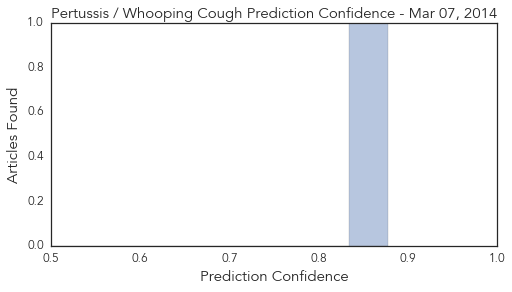 Pertussis / Whooping Cough Prediction Confidence - Mar 07, 2014
1.0
0.8
0.6
0.4
0.2
0.0
Articles Found
0.5 0.6 0.7 0.8 0.9 1.0
Prediction Confidence